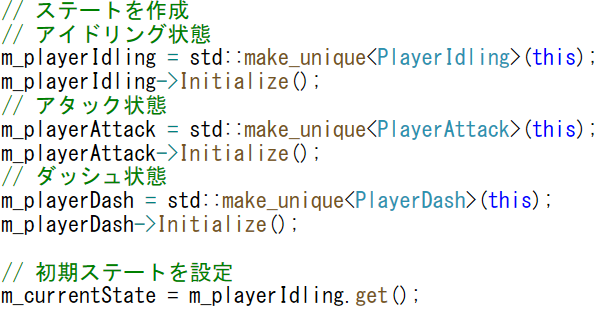 // ステートを作成
// アイドリング状態
m_playerIdling = std::make_unique<PlayerIdling>(this);
m_playerIdling->Initialize();
// アタック状態
m_playerAttack = std::make_unique<PlayerAttack>(this);
m_playerAttack->Initialize();
// ダッシュ状態
m_playerDash = std::make_unique<PlayerDash>(this);
m_playerDash->Initialize();

// 初期ステートを設定
m_currentState = m_playerIdling.get();